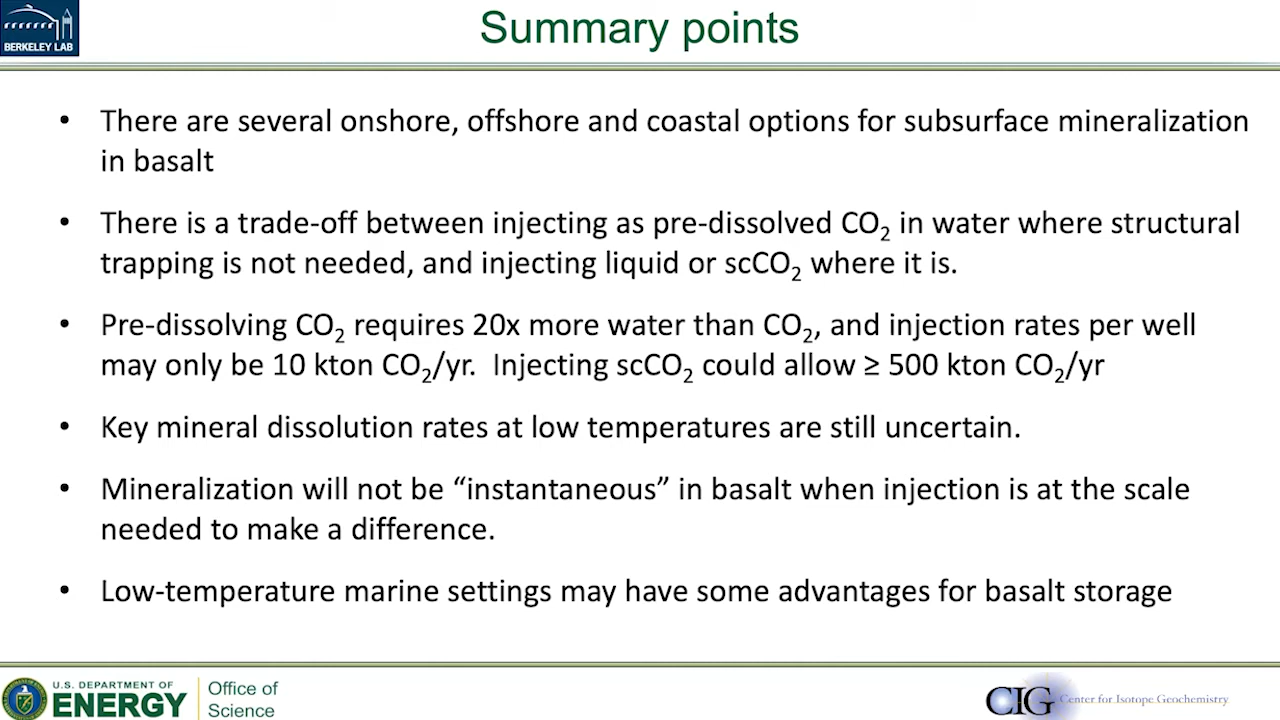 BERKELEY LAB
Summary points
• There are several onshore, offshore and coastal options for subsurface mineralization
in basalt
• There is a trade-off between injecting as pre-dissolved CO₂ in water where structural
trapping is not needed, and injecting liquid or scCO₂ where it is.
• Pre-dissolving CO₂ requires 20x more water than CO₂, and injection rates per well
may only be 10 kton CO₂/yr.  Injecting scCO₂ could allow ≥ 500 kton CO₂/yr
• Key mineral dissolution rates at low temperatures are still uncertain.
• Mineralization will not be “instantaneous” in basalt when injection is at the scale
needed to make a difference.
• Low-temperature marine settings may have some advantages for basalt storage
U.S. DEPARTMENT OF
ENERGY
Office of
Science
CIG Center for Isotope Geochemistry